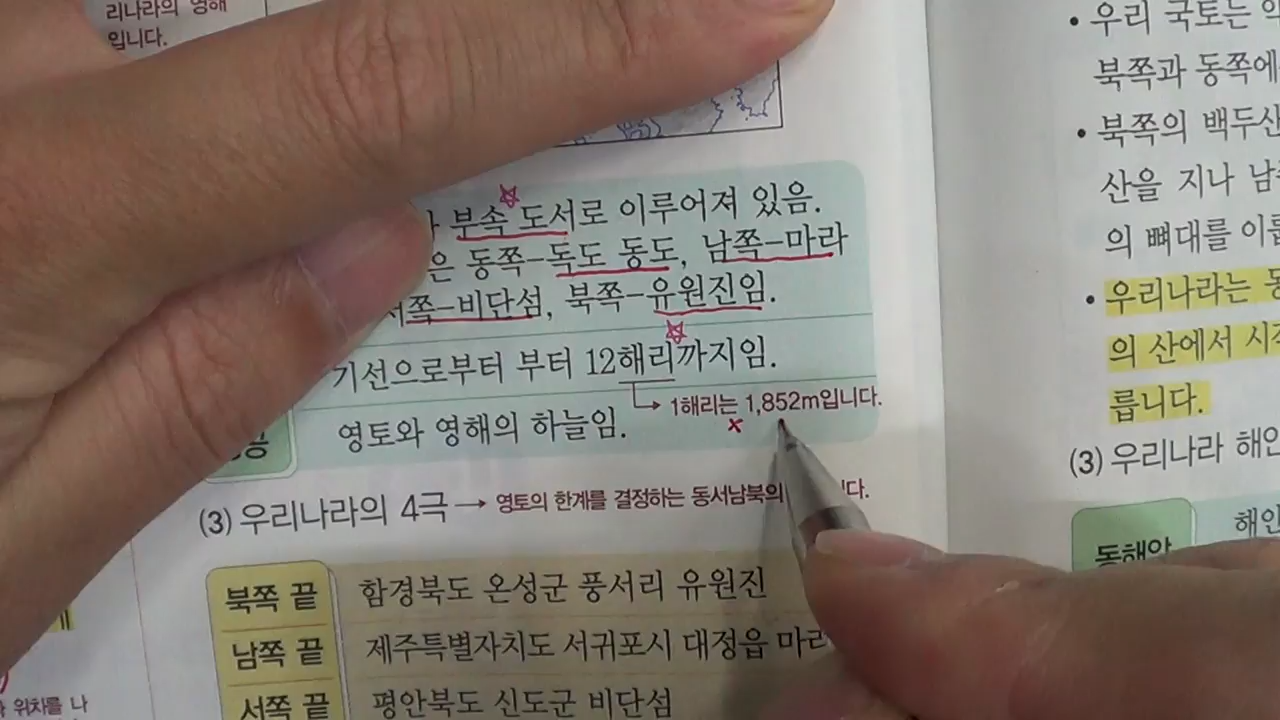 리나라의 영해
입니다.
부속 도서로 이루어져 있음.
은 동쪽-독도 동도, 남쪽-마라
서쪽-비단섬, 북쪽-유원진임.
기선으로부터 부터 12해리까지임.
1해리는 1,852m입니다.
영토와 영해의 하늘임.
(3) 우리나라의 4극 → 영토의 한계를 결정하는 동서남북의
북쪽 끝 함경북도 온성군 풍서리 유원진
남쪽 끝 제주특별자치도 서귀포시 대정읍 마라
서쪽 끝 평안북도 신도군 비단섬
위치를 나
• 우리 국토는
북쪽과 동쪽에
• 북쪽의 백두산
산을 지나 남
의 뼈대를 이
• 우리나라는 동
의 산에서 시
릅니다.
(3) 우리나라 해안
동해안 해안